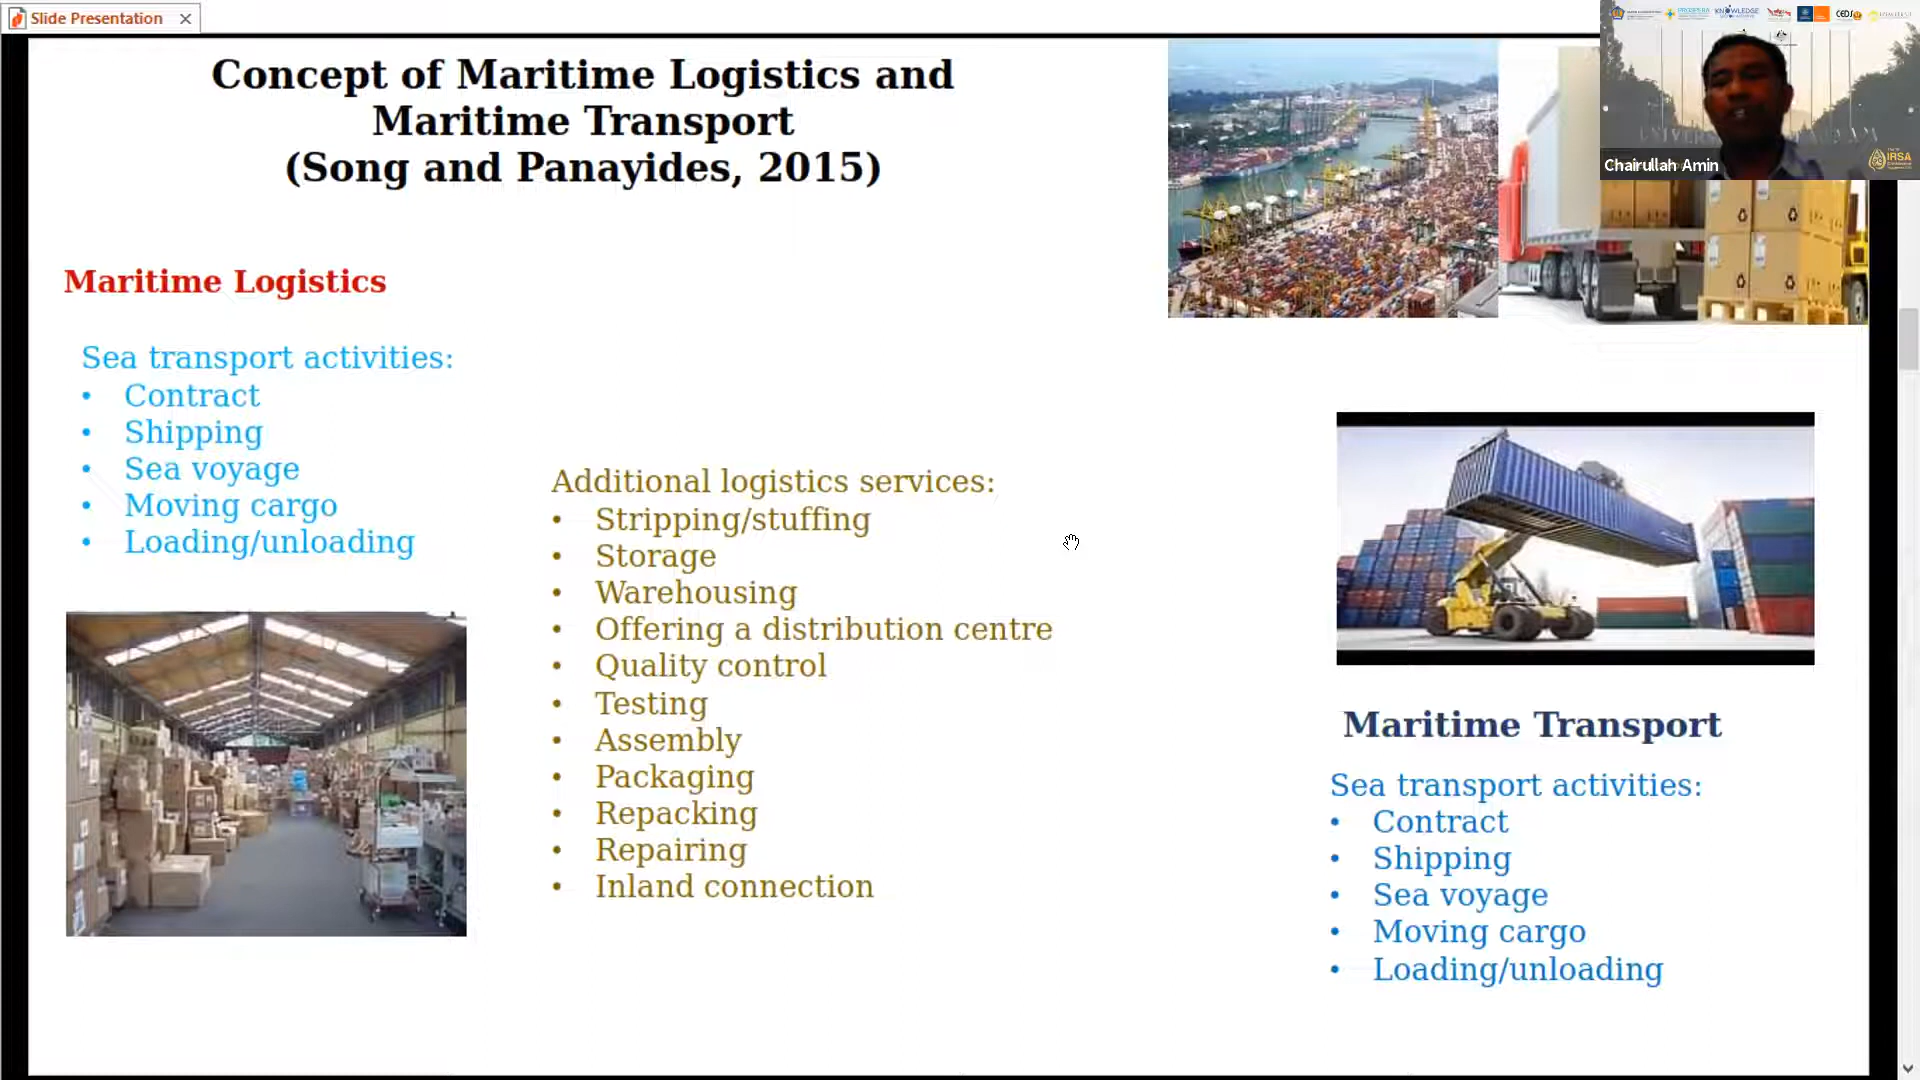 Slide Presentation
Concept of Maritime Logistics and
Maritime Transport
(Song and Panayides, 2015)
Chairullah Amin
IRSA
Maritime Logistics
Sea transport activities:
• Contract
• Shipping
• Sea voyage
• Moving cargo
• Loading/unloading
Additional logistics services:
• Stripping/stuffing
• Storage
• Warehousing
• Offering a distribution centre
• Quality control
• Testing
• Assembly
• Packaging
• Repacking
• Repairing
• Inland connection
Maritime Transport
Sea transport activities:
• Contract
• Shipping
• Sea voyage
• Moving cargo
• Loading/unloading